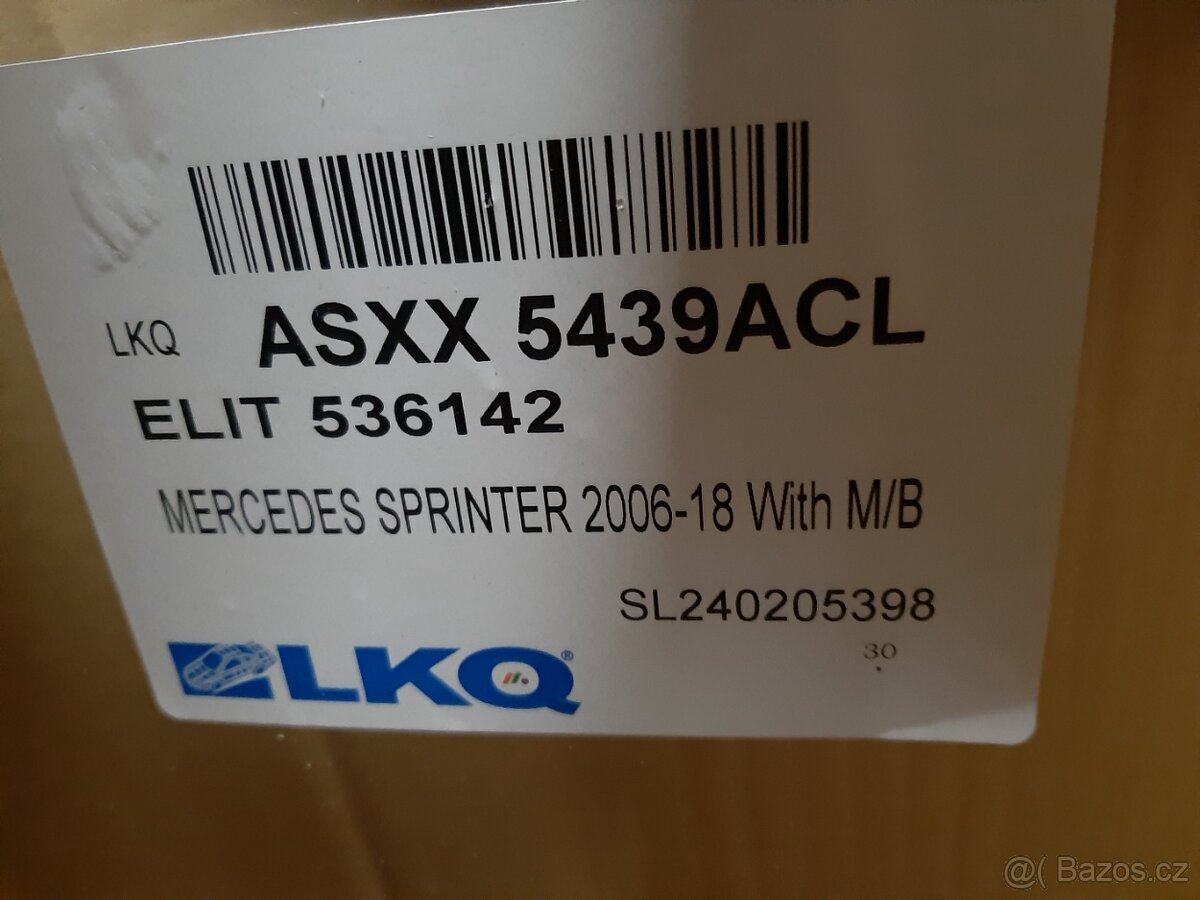 LKQ ASXX 5439ACL
ELIT 536142
MERCEDES SPRINTER 2006-18 With M/B
SL240205398
30
LKQ®
@( Bazos.cz